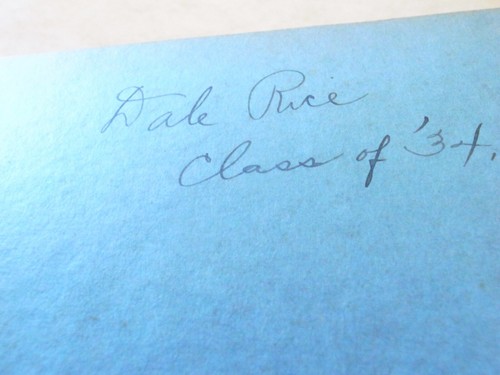 Dale Rice
Class of '34.